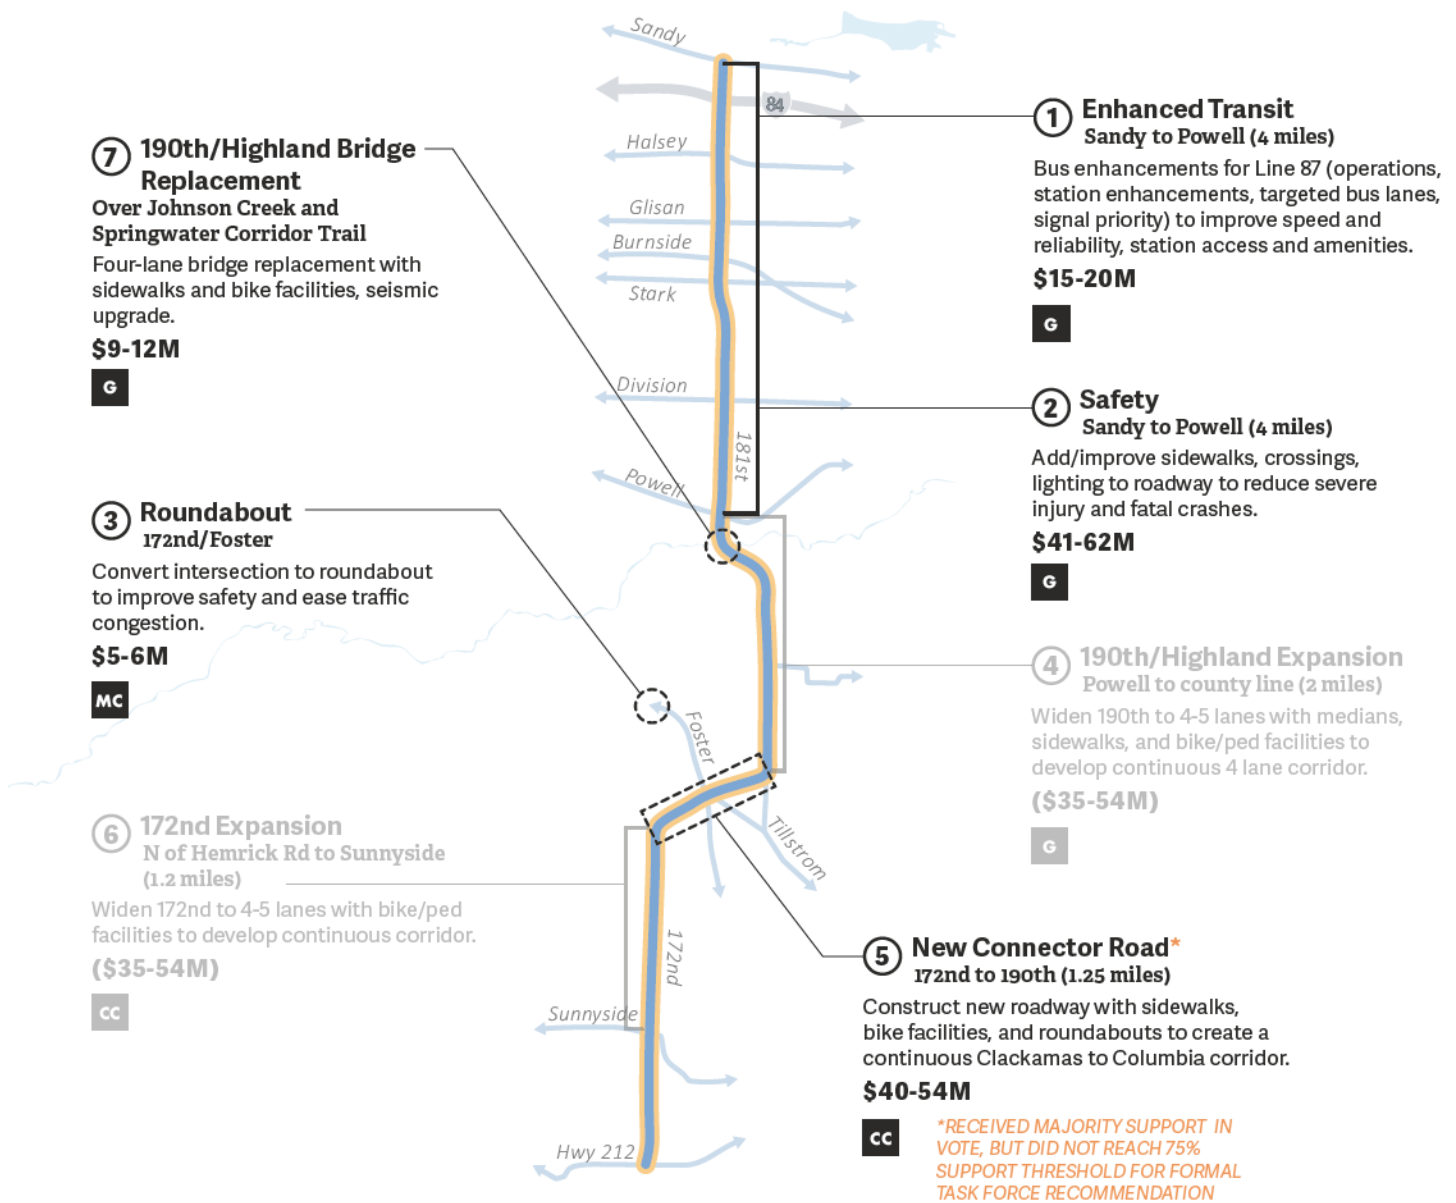 Sandy
84
Halsey
Glisan
Burnside
Stark
Division
181st
Powell
Foster
Tillstrom
172nd
Sunnyside
Hwy 212
7 190th/Highland Bridge
Replacement
Over Johnson Creek and
Springwater Corridor Trail
Four-lane bridge replacement with
sidewalks and bike facilities, seismic
upgrade.
$9-12M
G
3 Roundabout
172nd/Foster
Convert intersection to roundabout
to improve safety and ease traffic
congestion.
$5-6M
MC
6 172nd Expansion
N of Hemrick Rd to Sunnyside
(1.2 miles)
Widen 172nd to 4-5 lanes with bike/ped
facilities to develop continuous corridor.
($35-54M)
CC
1 Enhanced Transit
Sandy to Powell (4 miles)
Bus enhancements for Line 87 (operations,
station enhancements, targeted bus lanes,
signal priority) to improve speed and
reliability, station access and amenities.
$15-20M
G
2 Safety
Sandy to Powell (4 miles)
Add/improve sidewalks, crossings,
lighting to roadway to reduce severe
injury and fatal crashes.
$41-62M
G
4 190th/Highland Expansion
Powell to county line (2 miles)
Widen 190th to 4-5 lanes with medians,
sidewalks, and bike/ped facilities to
develop continuous 4 lane corridor.
($35-54M)
G
5 New Connector Road*
172nd to 190th (1.25 miles)
Construct new roadway with sidewalks,
bike facilities, and roundabouts to create a
continuous Clackamas to Columbia corridor.
$40-54M
CC
*RECEIVED MAJORITY SUPPORT IN
VOTE, BUT DID NOT REACH 75%
SUPPORT THRESHOLD FOR FORMAL
TASK FORCE RECOMMENDATION